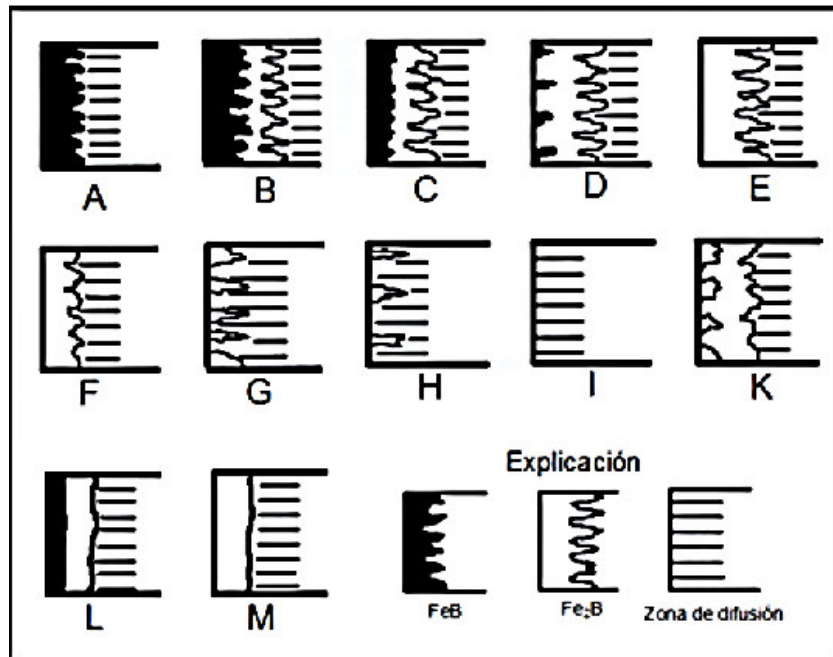 A B C D E
F G H I K
Explicación
L M
FeB Fe₂B Zona de difusión